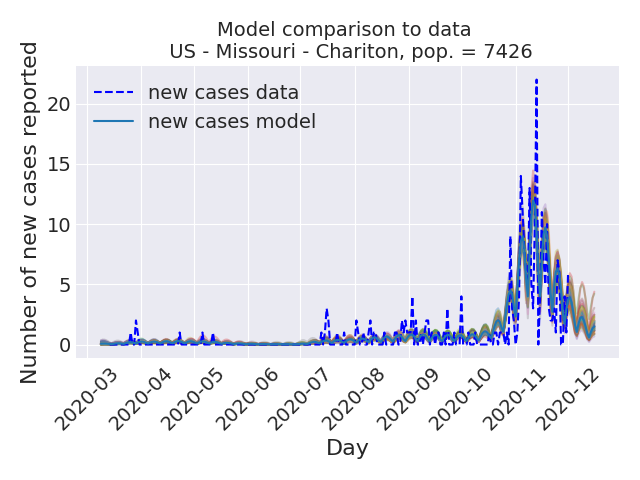 Model comparison to data
US - Missouri - Chariton, pop. = 7426
Number of new cases reported
20
15
10
5
0
new cases data
new cases model
2020-03
2020-04
2020-05
2020-06
2020-07
2020-08
2020-09
2020-10
2020-11
2020-12
Day